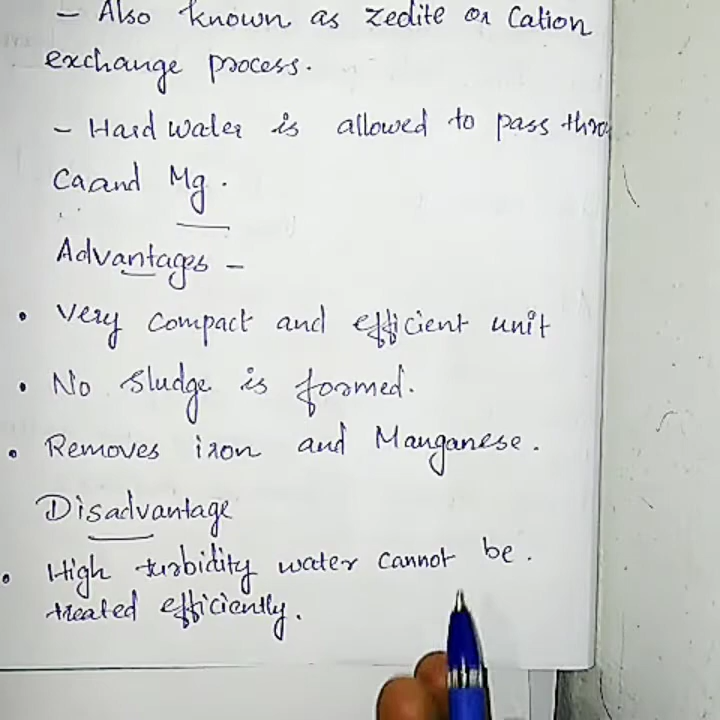 - Also known as zedite or Cation
exchange process.
- Hard water is allowed to pass thro
Ca and Mg.
Advantages -
• Very compact and efficient unit
• No sludge is formed.
• Removes iron and Manganese.
Disadvantage
• High turbidity water cannot be.
treated efficiently.